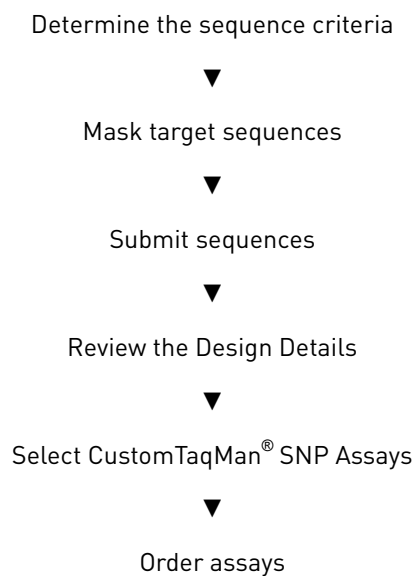 Determine the sequence criteria
▼
Mask target sequences
▼
Submit sequences
▼
Review the Design Details
▼
Select CustomTaqMan® SNP Assays
▼
Order assays